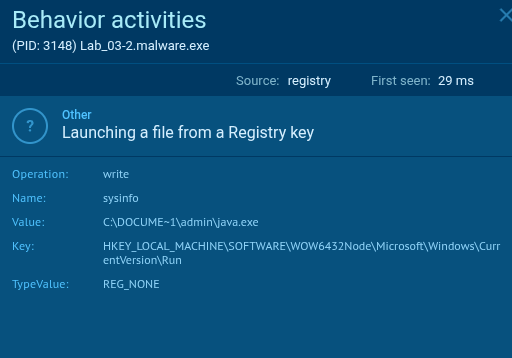 Behavior activities
(PID: 3148) Lab_03-2.malware.exe
Source: registry First seen: 29 ms
?
Other
Launching a file from a Registry key
Operation: write
Name: sysinfo
Value: C:\DOCUME~1\admin\java.exe
Key: HKEY_LOCAL_MACHINE\SOFTWARE\WOW6432Node\Microsoft\Windows\Curr
entVersion\Run
TypeValue: REG_NONE